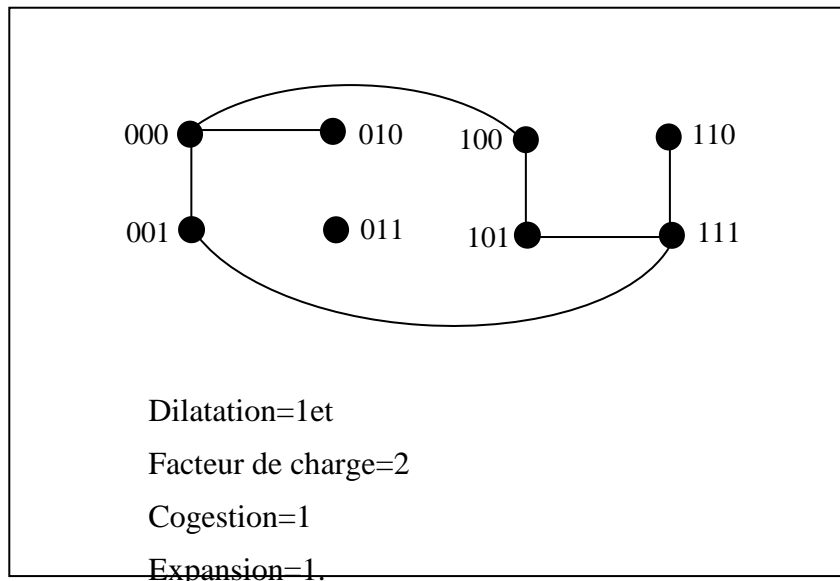 000 010 100 110
001 011 101 111
Dilatation=1et
Facteur de charge=2
Cogestion=1
Expansion=1.